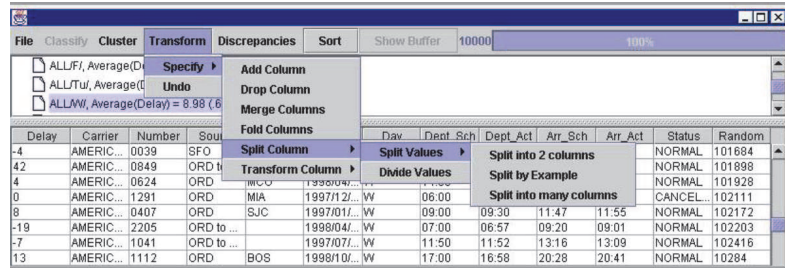 File Classify Cluster Transform Discrepancies Sort Show Buffer 10000 100%
ALL/F/, Average(D
ALL/Tu/, Average(D
ALL/W/, Average(Delay) = 8.98 (.6
Specify
Undo
Add Column
Drop Column
Merge Columns
Fold Columns
Split Column
Transform Column
Split Values
Divide Values
Split into 2 columns
Split by Example
Split into many columns
Delay Carrier Number Sou Day Dept_Sch Dept_Act Arr_Sch Arr_Act Status Random
-4 AMERIC... 0039 SFO NORMAL 101684
42 AMERIC... 0849 ORD to NORMAL 101898
4 AMERIC... 0624 ORD MCO 1998/04/... NORMAL 101928
0 AMERIC... 1291 ORD MIA 1997/12/... W 06:00 CANCEL... 102111
8 AMERIC... 0407 ORD SJC 1997/01/... W 09:00 09:30 11:47 11:55 NORMAL 102172
-19 AMERIC... 2205 ORD to ... 1998/04/... W 07:00 06:57 09:20 09:01 NORMAL 102203
-7 AMERIC... 1041 ORD to ... 1997/07/... W 11:50 11:52 13:16 13:09 NORMAL 102416
13 AMERIC... 1112 ORD BOS 1998/10/... W 17:00 16:58 20:28 20:41 NORMAL 10284